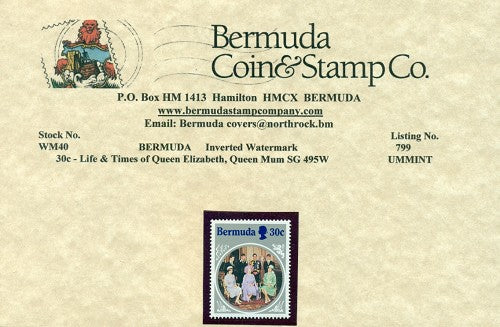 Bermuda
Coin&Stamp Co.
P.O. Box HM 1413 Hamilton HMCX BERMUDA
www.bermudastampcompany.com
Email: Bermuda covers@northrock.bm
Stock No. Listing No.
WM40 BERMUDA Inverted Watermark 799
30c - Life & Times of Queen Elizabeth, Queen Mum SG 495W UMMINT
Bermuda 30c